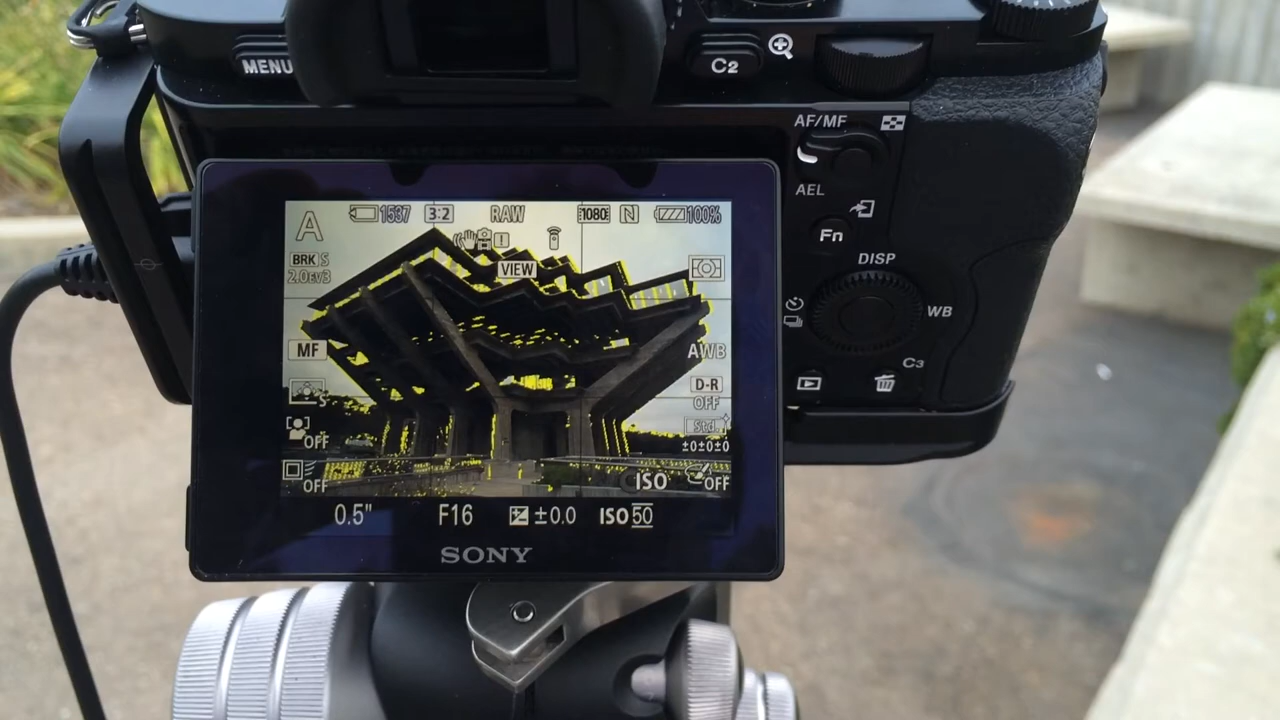 MENU
C2
AF/MF
AEL
Fn
DISP
WB
C3
A 1537 3:2 RAW 1080 N 100%
VIEW
BRK S
2.0EV3
MF
AWB
D-R
OFF
S
Std.
OFF
±0±0±0
OFF
ISO
OFF
0.5" F16 ±0.0 ISO 50
SONY